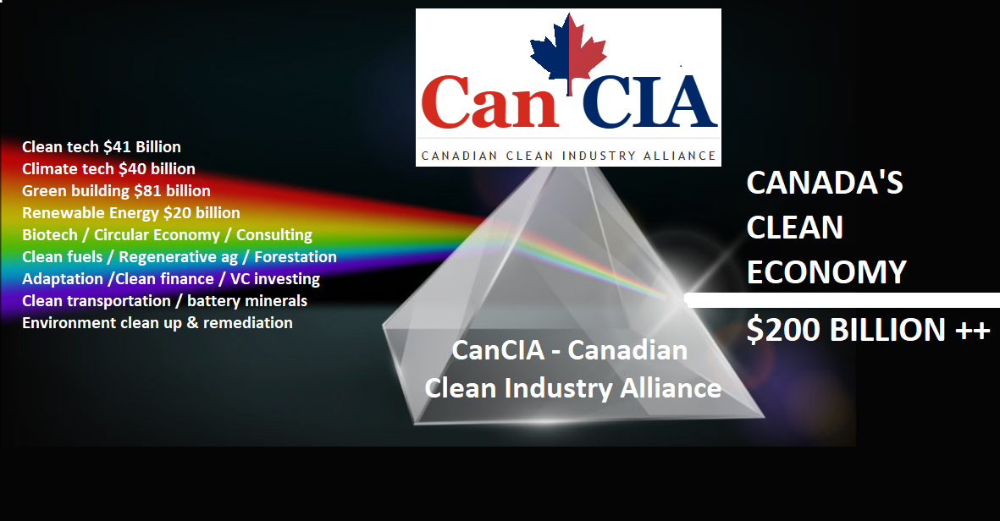 Can CIA
CANADIAN CLEAN INDUSTRY ALLIANCE
Clean tech $41 Billion
Climate tech $40 billion
Green building $81 billion
Renewable Energy $20 billion
Biotech / Circular Economy / Consulting
Clean fuels / Regenerative ag / Forestation
Adaptation /Clean finance / VC investing
Clean transportation / battery minerals
Environment clean up & remediation
CanCIA - Canadian
Clean Industry Alliance
CANADA'S
CLEAN
ECONOMY
$200 BILLION ++